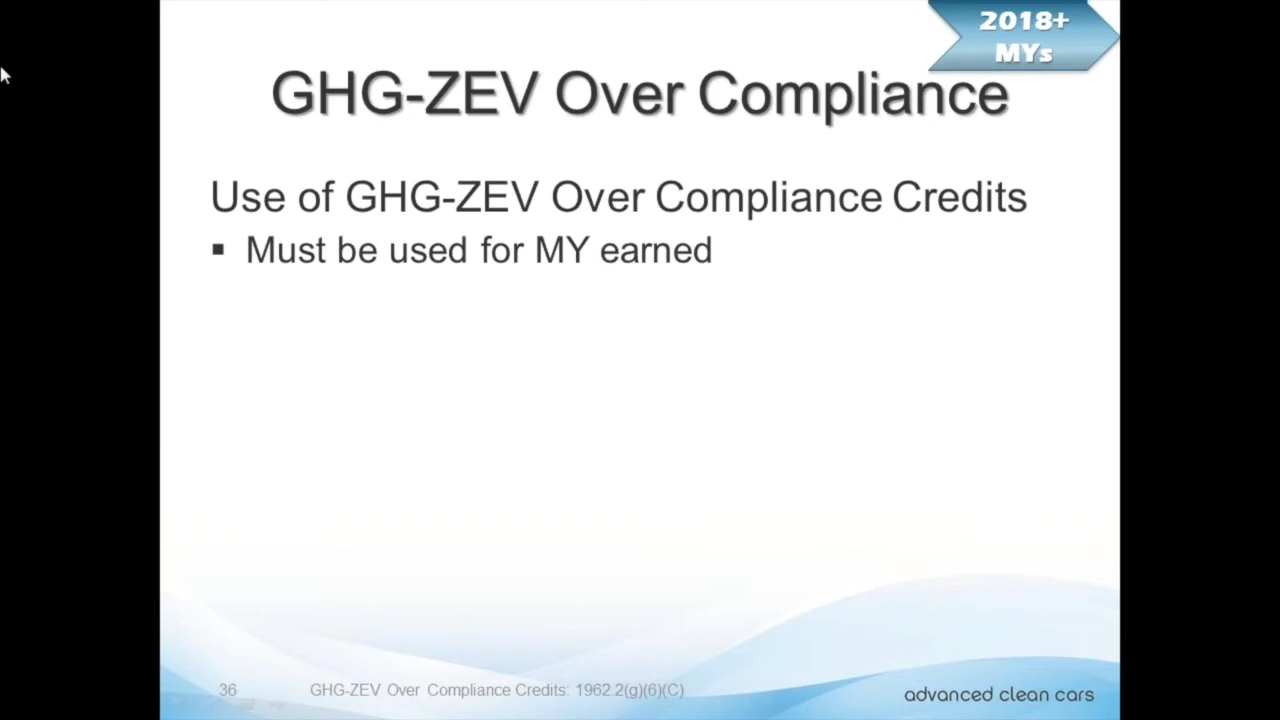 2018+
MYs
GHG-ZEV Over Compliance
Use of GHG-ZEV Over Compliance Credits
▪ Must be used for MY earned
36
GHG-ZEV Over Compliance Credits: 1962.2(g)(6)(C)
advanced clean cars